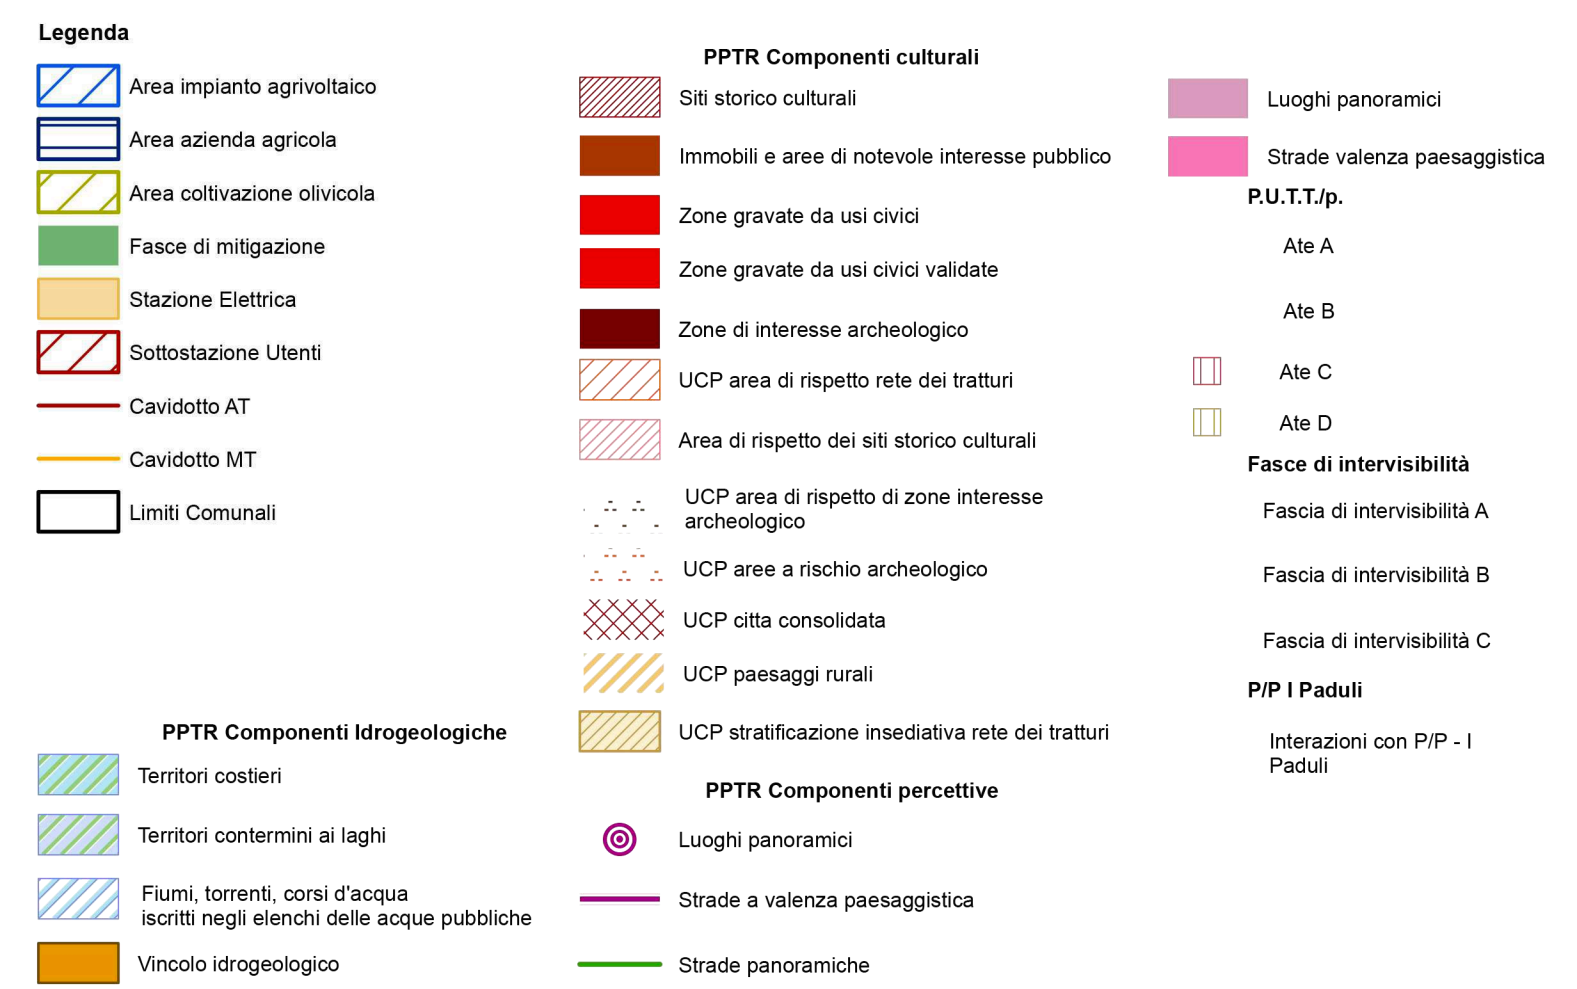 Legenda
Area impianto agrivoltaico
Area azienda agricola
Area coltivazione olivicola
Fasce di mitigazione
Stazione Elettrica
Sottostazione Utenti
Cavidotto AT
Cavidotto MT
Limiti Comunali
PPTR Componenti Idrogeologiche
Territori costieri
Territori contermini ai laghi
Fiumi, torrenti, corsi d'acqua
iscritti negli elenchi delle acque pubbliche
Vincolo idrogeologico
PPTR Componenti culturali
Siti storico culturali
Immobili e aree di notevole interesse pubblico
Zone gravate da usi civici
Zone gravate da usi civici validate
Zone di interesse archeologico
UCP area di rispetto rete dei tratturi
Area di rispetto dei siti storico culturali
UCP area di rispetto di zone interesse
archeologico
UCP aree a rischio archeologico
UCP citta consolidata
UCP paesaggi rurali
UCP stratificazione insediativa rete dei tratturi
PPTR Componenti percettive
Luoghi panoramici
Strade a valenza paesaggistica
Strade panoramiche
Luoghi panoramici
Strade valenza paesaggistica
P.U.T.T./p.
Ate A
Ate B
Ate C
Ate D
Fasce di intervisibilità
Fascia di intervisibilità A
Fascia di intervisibilità B
Fascia di intervisibilità C
P/P I Paduli
Interazioni con P/P - I
Paduli